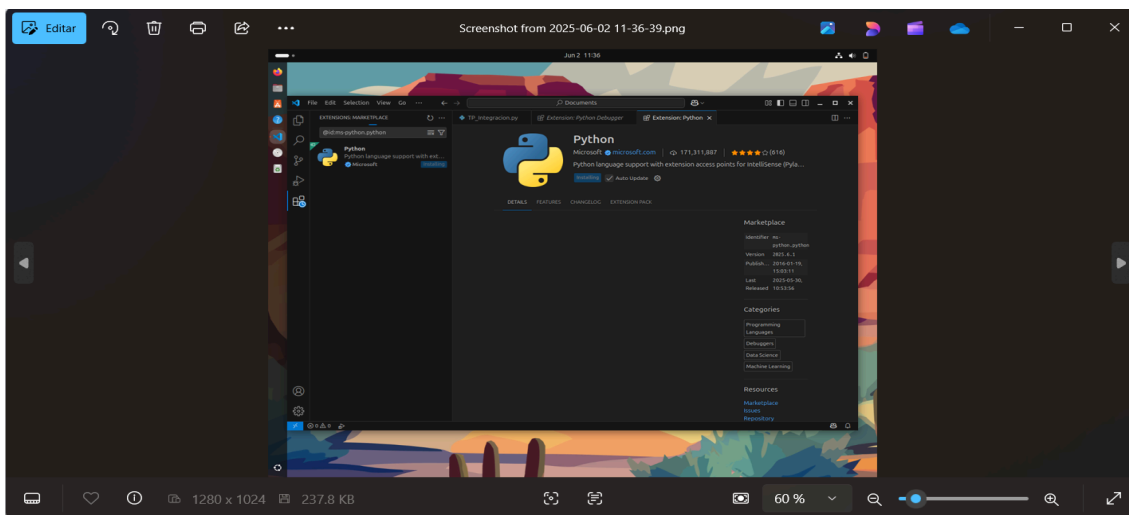 Editar
Screenshot from 2025-06-02 11-36-39.png
Jun 2 11:36
File Edit Selection View Go ···
Documents
EXTENSIONS: MARKETPLACE
TP_Integracion.py
Extension: Python Debugger
Extension: Python
@id:ms-python.python
Python
Python language support with ext...
Microsoft
Installing
Python
Microsoft microsoft.com 171,311,887 (616)
Python language support with extension access points for IntelliSense (Pyla...
Installing Auto Update
DETAILS FEATURES CHANGELOG EXTENSION PACK
Marketplace
Identifier ms-
python.python
Version 2025.6.1
Publish... 2016-01-19,
15:03:11
Last 2025-05-30,
Released 10:53:56
Categories
Programming
Languages
Debuggers
Data Science
Machine Learning
Resources
Marketplace
Issues
Repository
0 0
1280 x 1024 237.8 KB
60 %